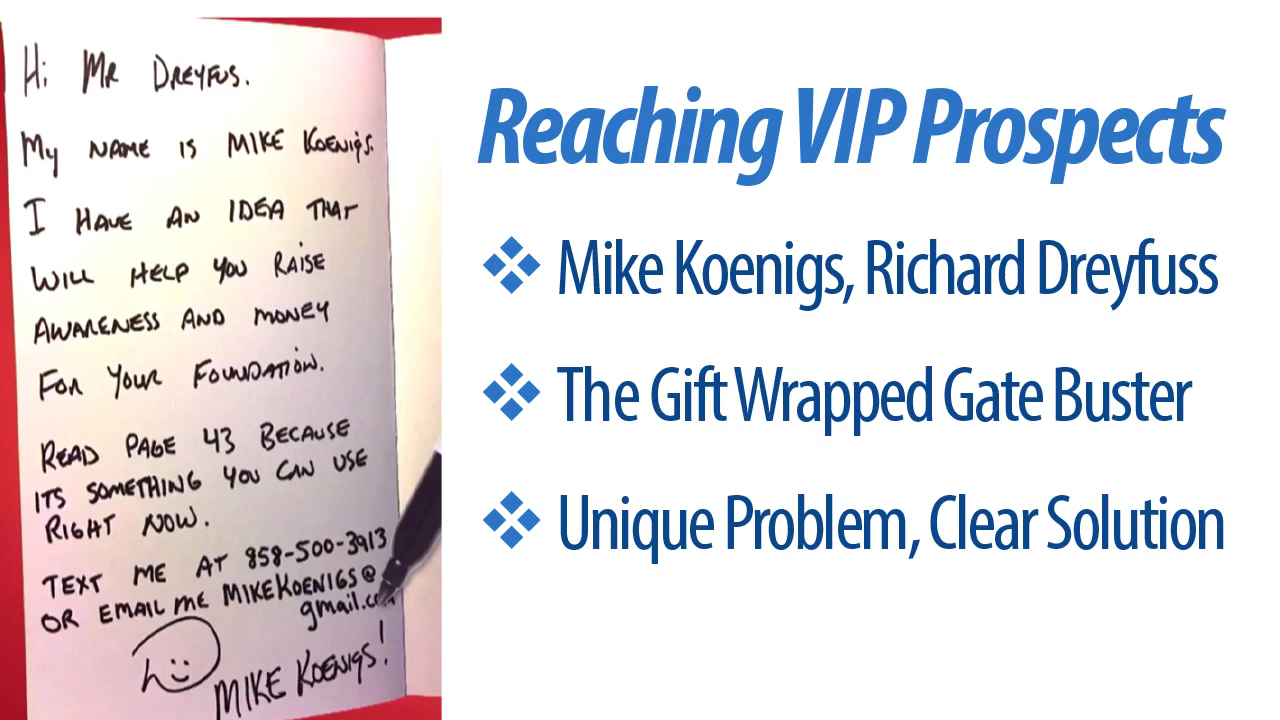 Hi MR DREYFUS.
My NAME IS MIKE KOENIGS.
I HAVE AN IDEA THAT
WILL HELP YOU RAISE
AWARENESS AND MONEY
FOR YOUR FOUNDATION.
READ PAGE 43 BECAUSE
ITS SOMETHING YOU CAN USE
RIGHT NOW.
TEXT ME AT 858-500-3913
OR EMAIL ME MIKEKOENIGS@
gmail.com
MIKE KOENIGS!
Reaching VIP Prospects
❖ Mike Koenigs, Richard Dreyfuss
❖ The Gift Wrapped Gate Buster
❖ Unique Problem, Clear Solution